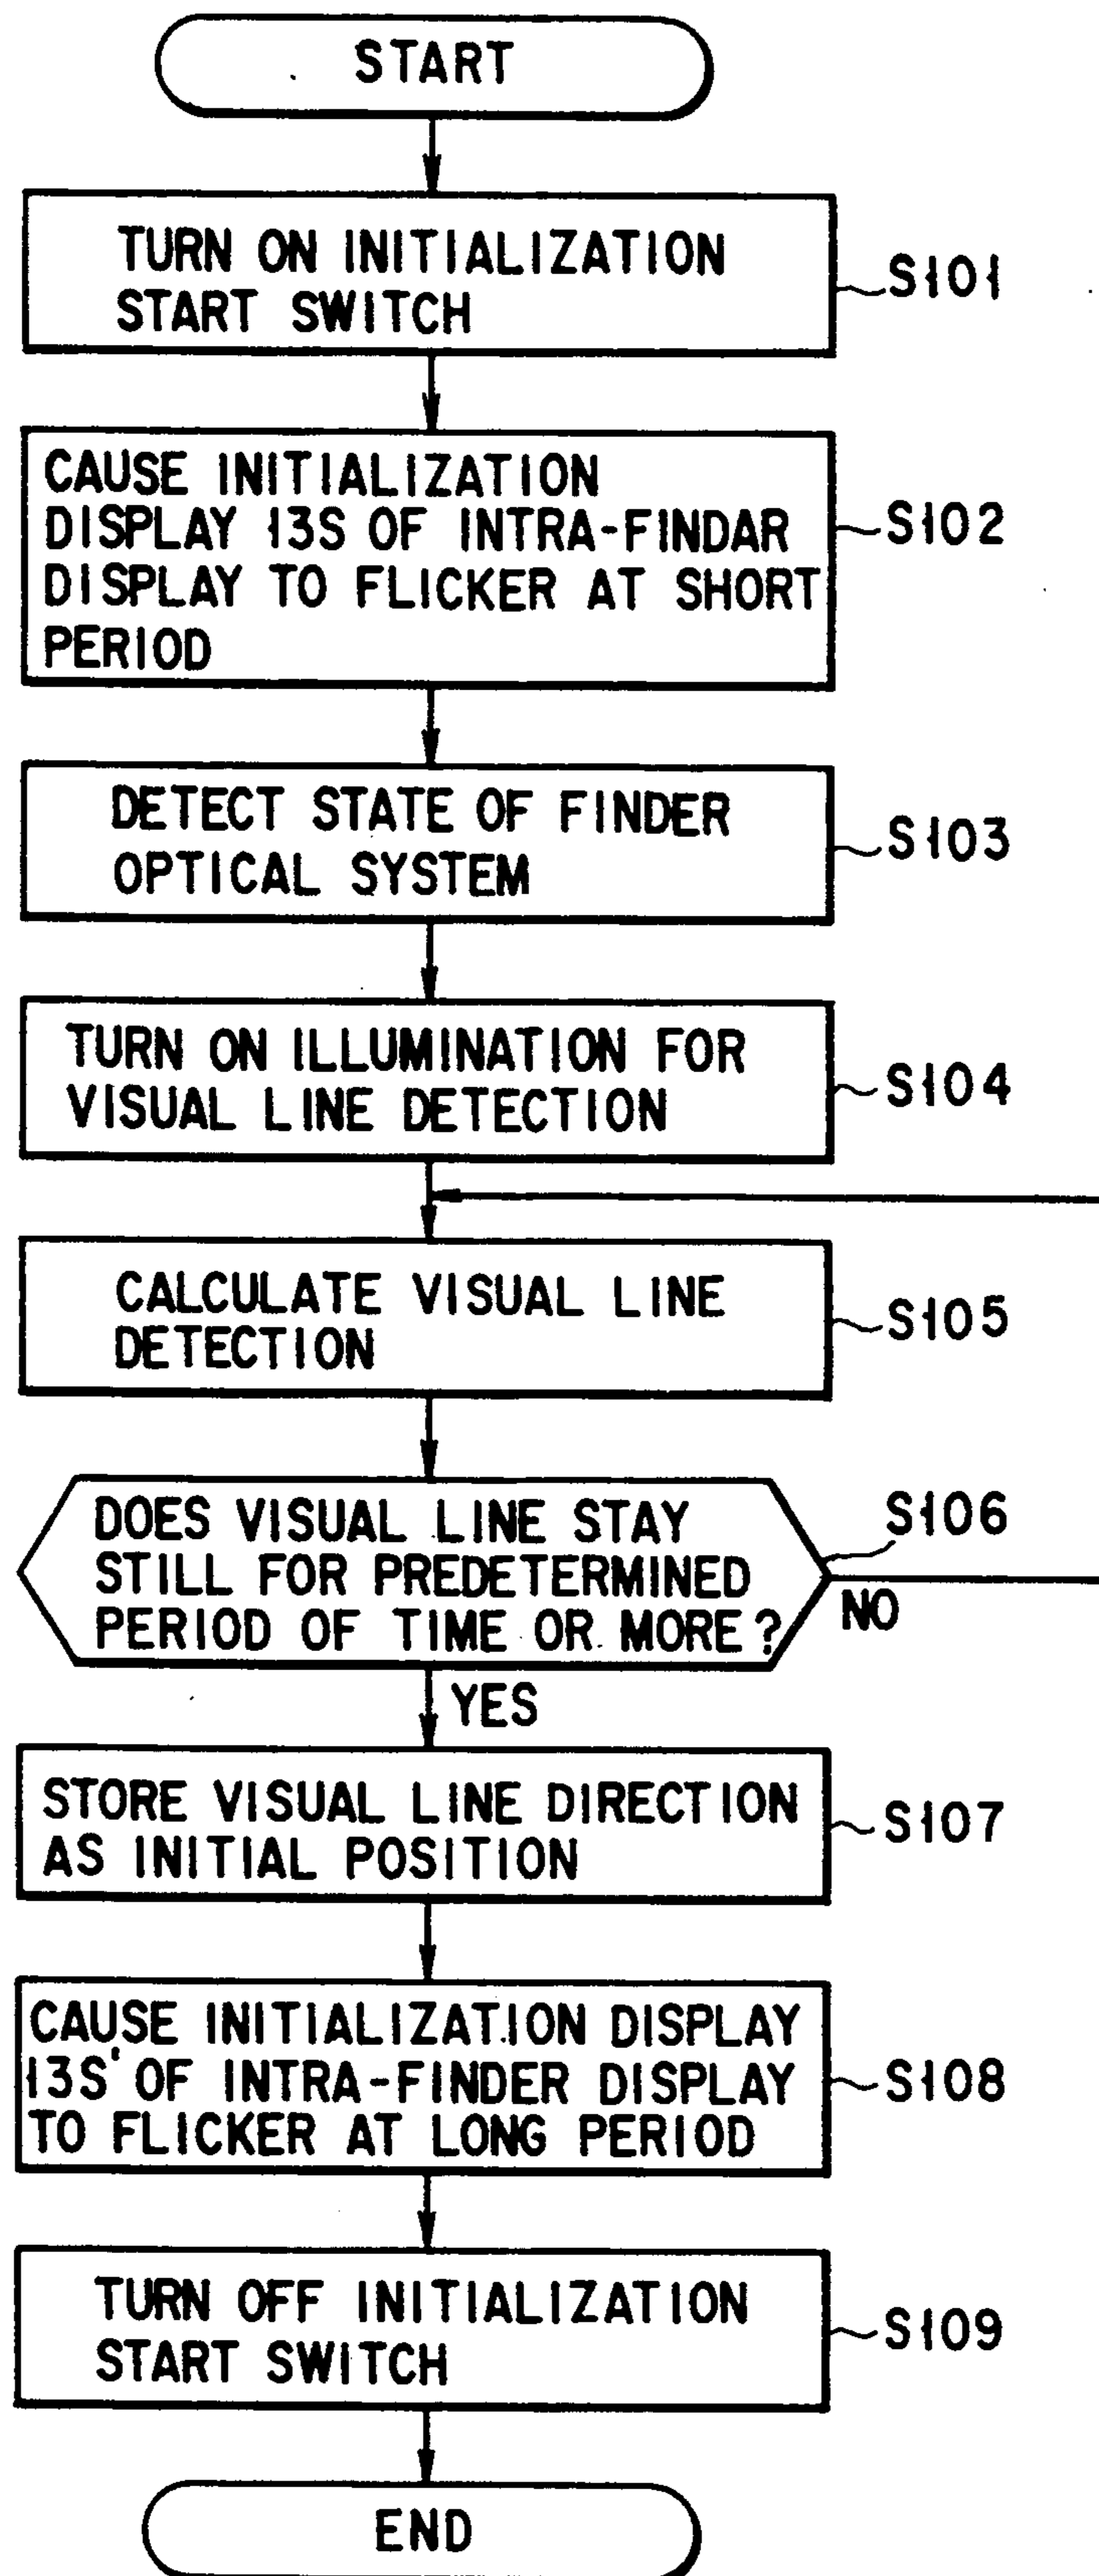 START
TURN ON INITIALIZATION
START SWITCH
S101
CAUSE INITIALIZATION
DISPLAY 13S OF INTRA-FINDAR
DISPLAY TO FLICKER AT SHORT
PERIOD
S102
DETECT STATE OF FINDER
OPTICAL SYSTEM
S103
TURN ON ILLUMINATION FOR
VISUAL LINE DETECTION
S104
CALCULATE VISUAL LINE
DETECTION
S105
DOES VISUAL LINE STAY
STILL FOR PREDETERMINED
PERIOD OF TIME OR MORE?
S106
NO
YES
STORE VISUAL LINE DIRECTION
AS INITIAL POSITION
S107
CAUSE INITIALIZATION DISPLAY
13S' OF INTRA-FINDER DISPLAY
TO FLICKER AT LONG PERIOD
S108
TURN OFF INITIALIZATION
START SWITCH
S109
END